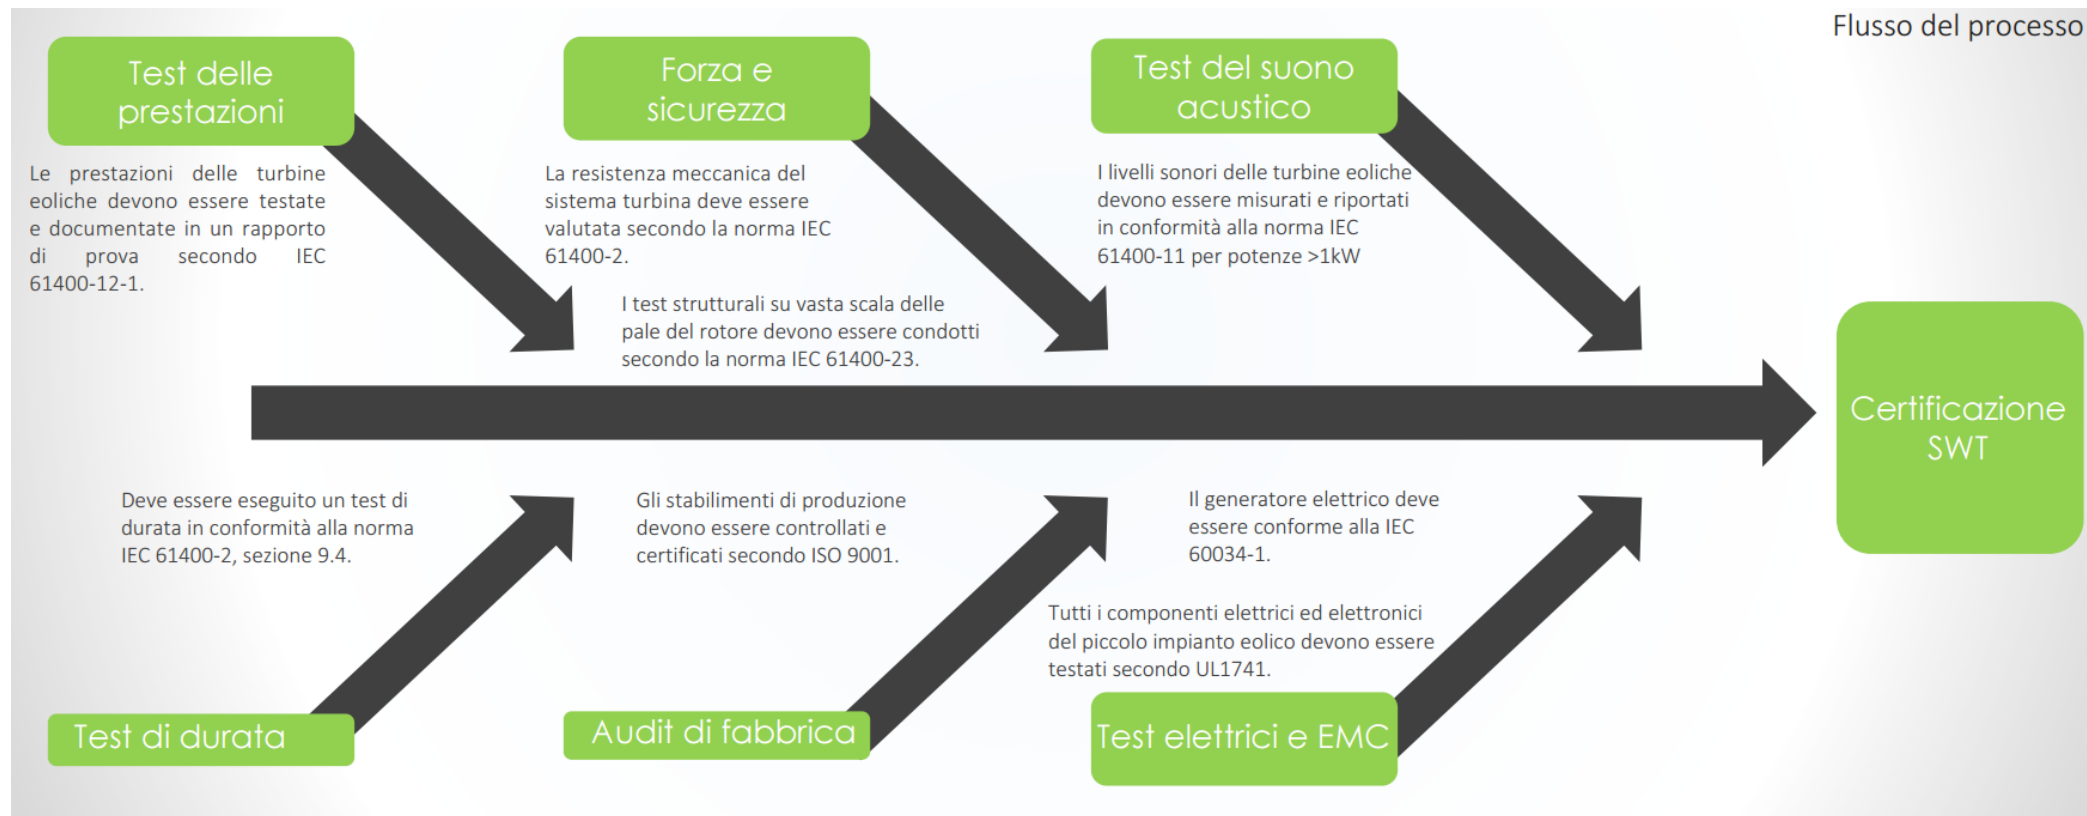 Flusso del processo
Test delle
prestazioni
Le prestazioni delle turbine
eoliche devono essere testate
e documentate in un rapporto
di prova secondo IEC
61400-12-1.
Forza e
sicurezza
La resistenza meccanica del
sistema turbina deve essere
valutata secondo la norma IEC
61400-2.
I test strutturali su vasta scala delle
pale del rotore devono essere condotti
secondo la norma IEC 61400-23.
Test del suono
acustico
I livelli sonori delle turbine eoliche
devono essere misurati e riportati
in conformità alla norma IEC
61400-11 per potenze >1kW
Certificazione
SWT
Deve essere eseguito un test di
durata in conformità alla norma
IEC 61400-2, sezione 9.4.
Test di durata
Gli stabilimenti di produzione
devono essere controllati e
certificati secondo ISO 9001.
Audit di fabbrica
Il generatore elettrico deve
essere conforme alla IEC
60034-1.
Tutti i componenti elettrici ed elettronici
del piccolo impianto eolico devono essere
testati secondo UL1741.
Test elettrici e EMC